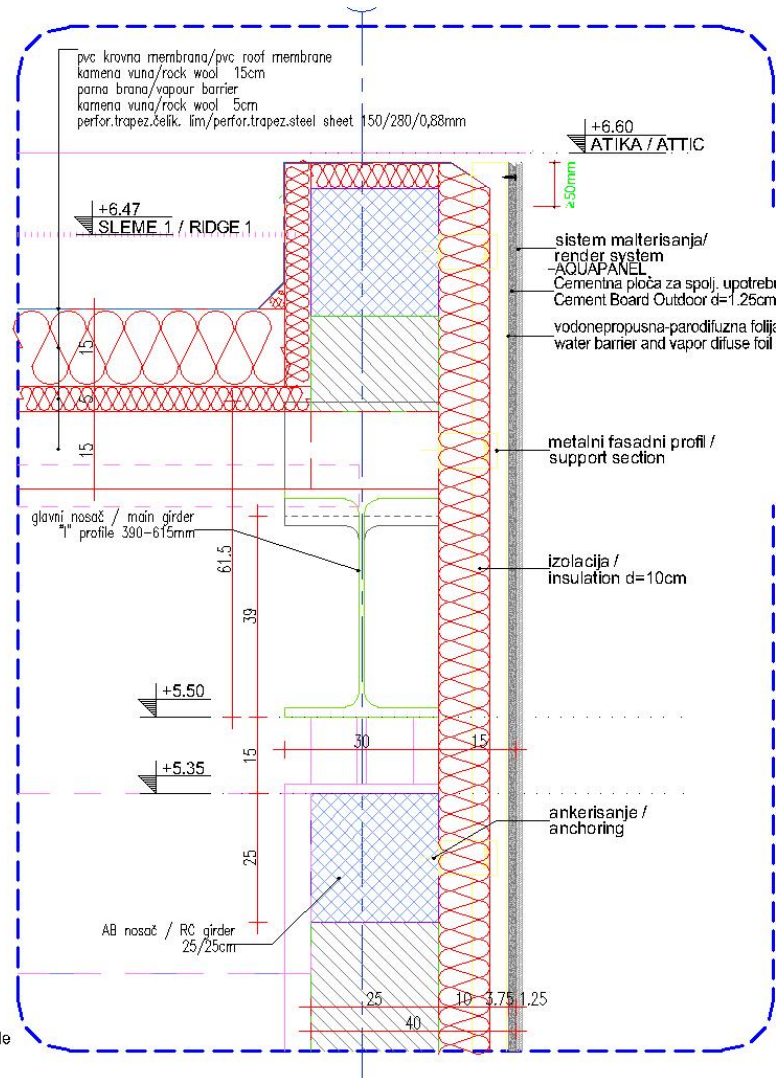 pvc krovna membrana/pvc roof membrane
kamena vuna/rock wool 15cm
parna brana/vapour barrier
kamena vuna/rock wool 5cm
perfor.trapez.čelik. lim/perfor.trapez.steel sheet 150/280/0,88mm
+6.60
ATIKA / ATTIC
≥50mm
+6.47
SLEME 1 / RIDGE 1
sistem malterisanja/
render system
-AQUAPANEL
Cementna ploča za spolj. upotrebu
Cement Board Outdoor d=1.25cm
vodonepropusna-parodifuzna folija
water barrier and vapor difuse foil
15
5
15
metalni fasadni profil /
support section
glavni nosač / main girder
"I" profile 390-615mm
61.5
39
izolacija /
insulation d=10cm
+5.50
30
15
15
+5.35
ankerisanje /
anchoring
25
AB nosač / RC girder
25/25cm
25
10
3.75
1.25
40
le